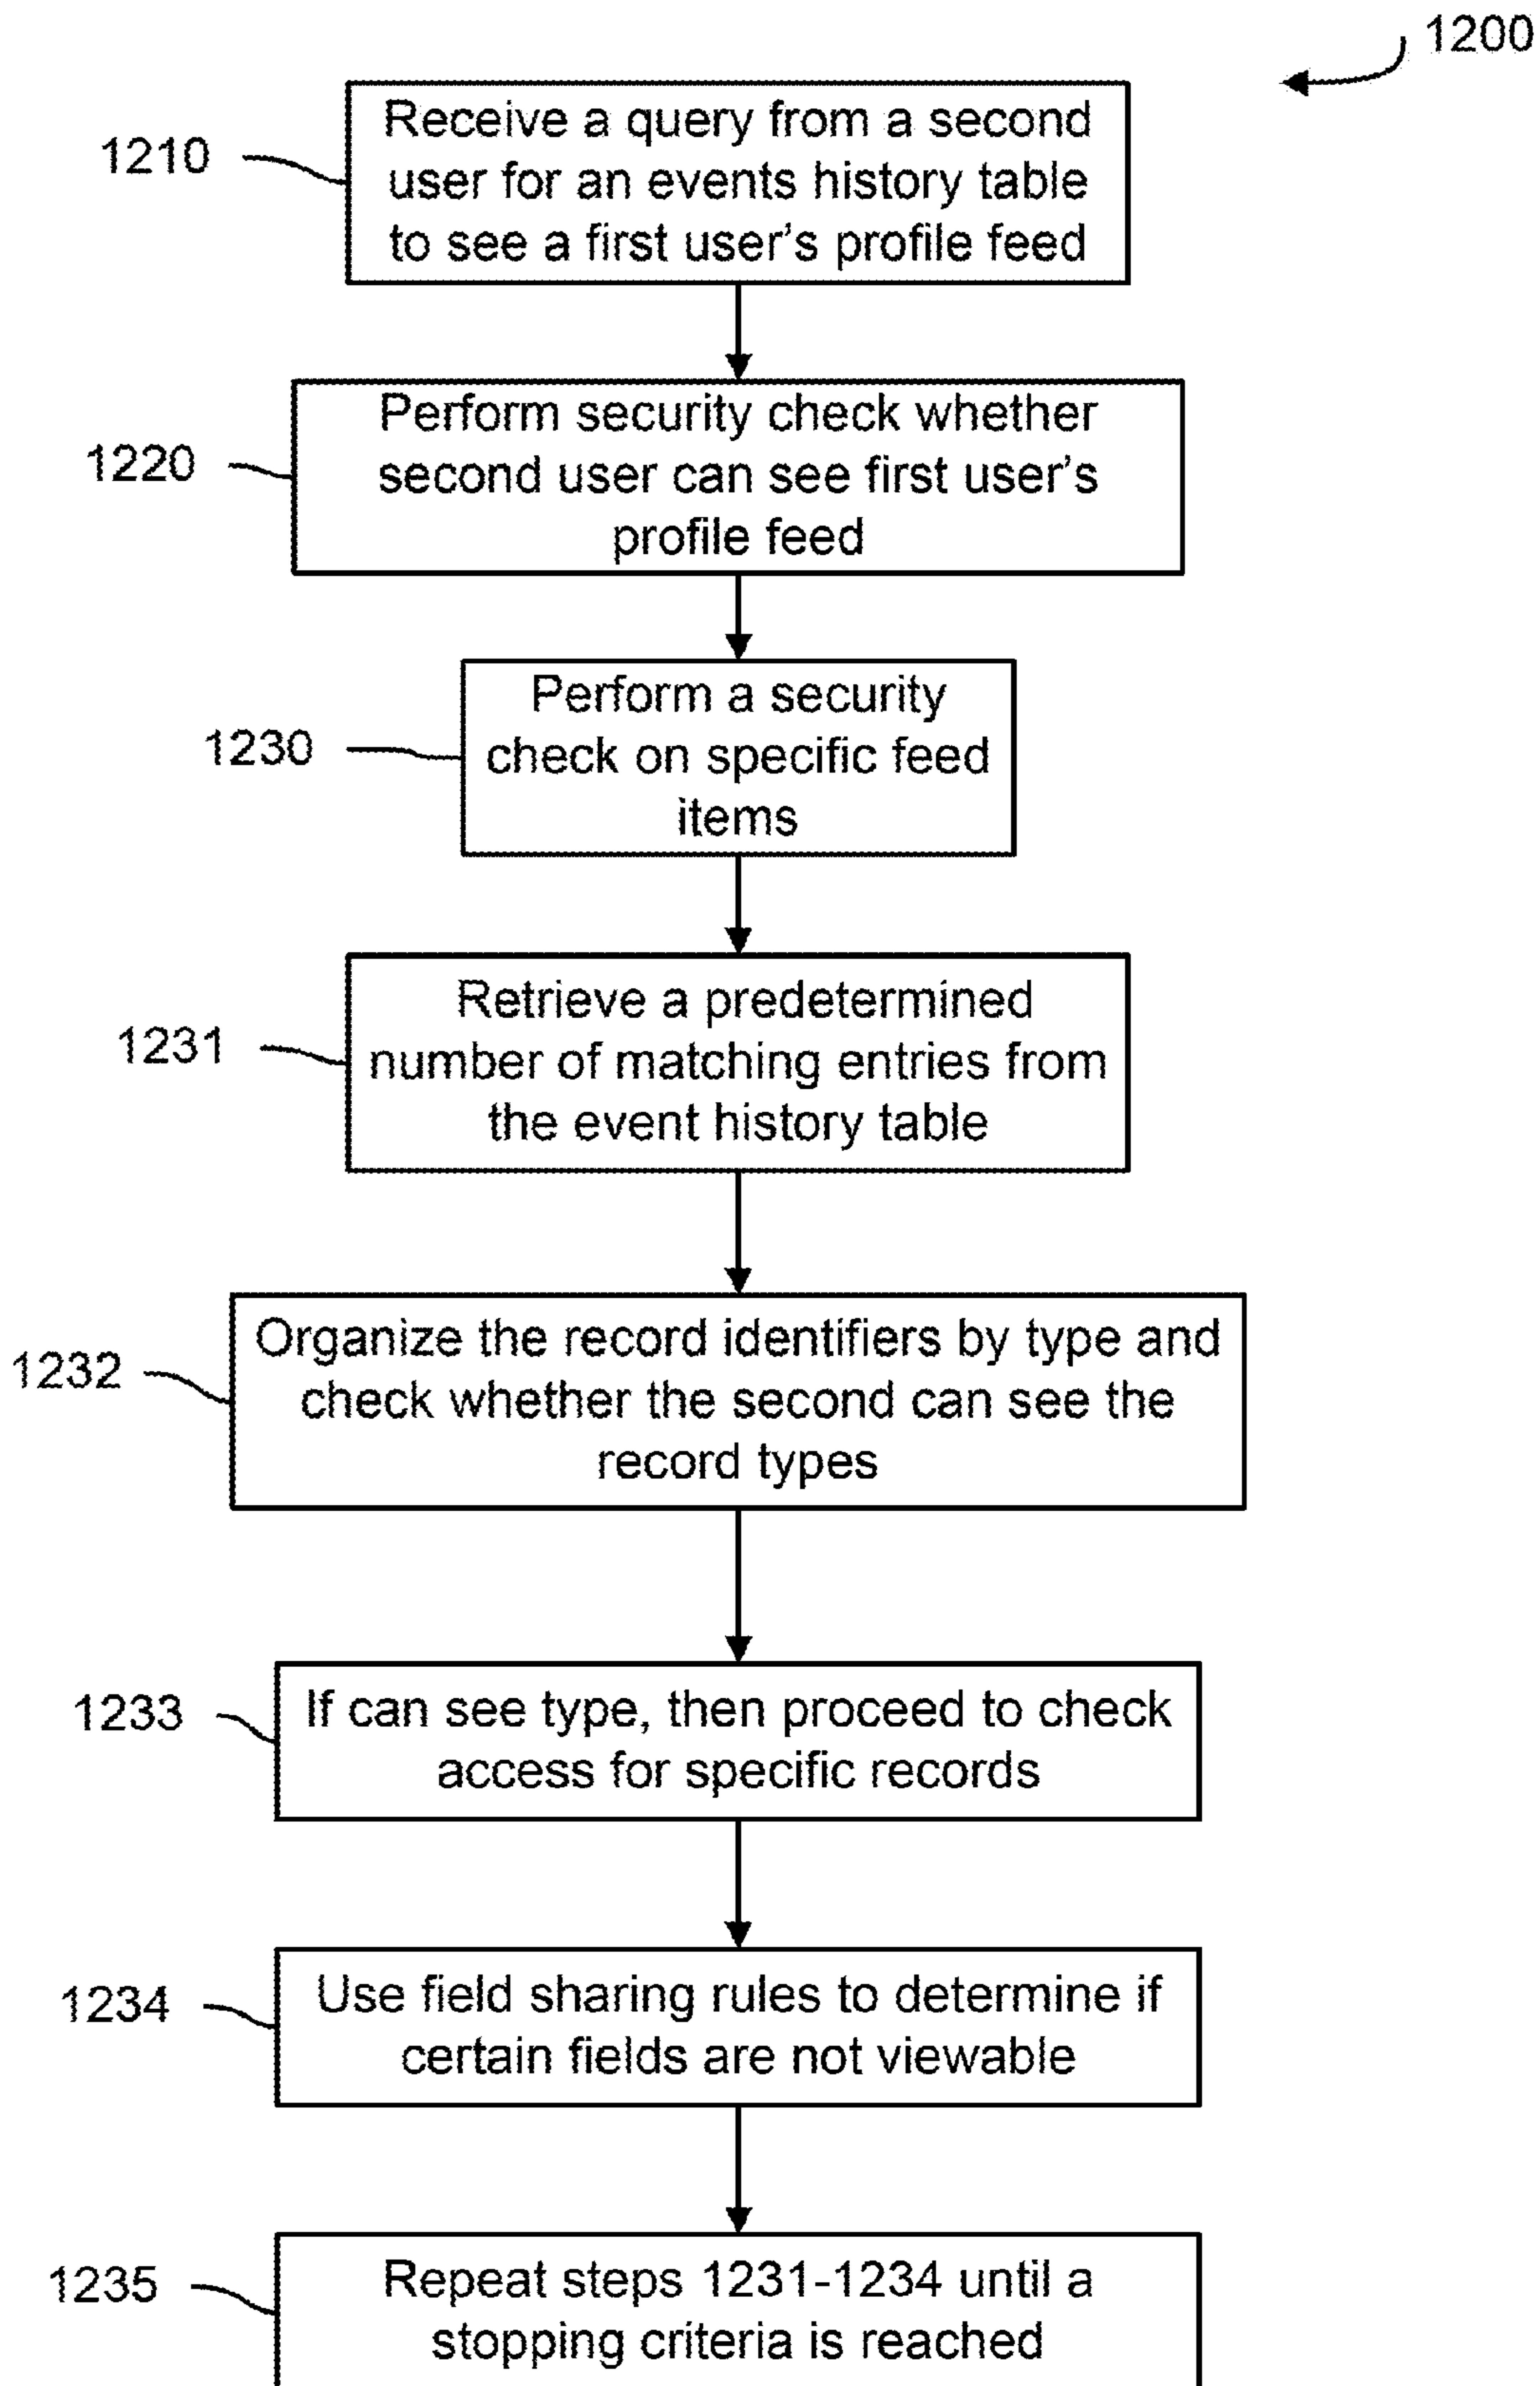 1200
1210
Receive a query from a second
user for an events history table
to see a first user's profile feed
1220
Perform security check whether
second user can see first user's
profile feed
1230
Perform a security
check on specific feed
items
1231
Retrieve a predetermined
number of matching entries from
the event history table
1232
Organize the record identifiers by type and
check whether the second can see the
record types
1233
If can see type, then proceed to check
access for specific records
1234
Use field sharing rules to determine if
certain fields are not viewable
1235
Repeat steps 1231-1234 until a
stopping criteria is reached